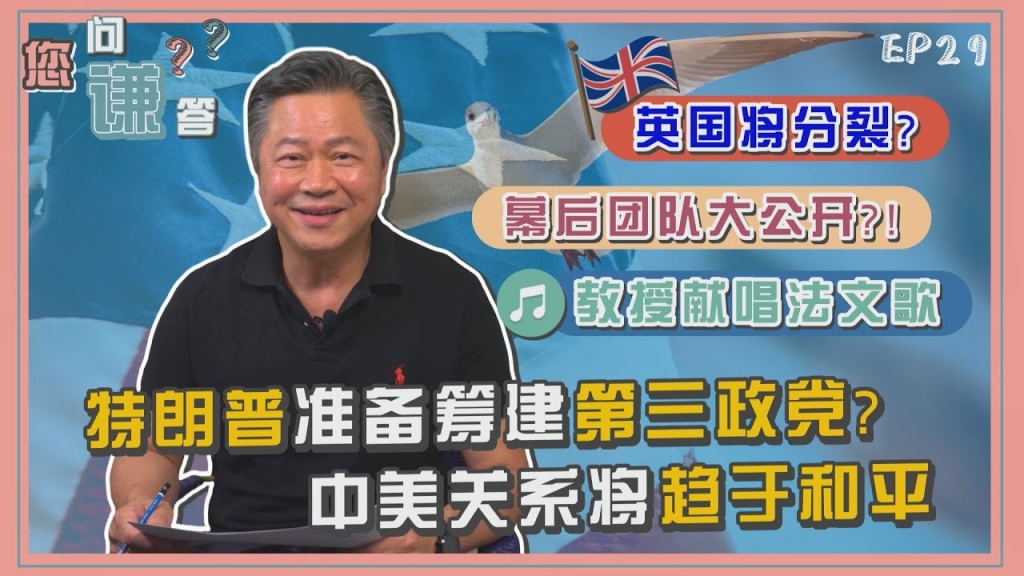 您问??
谦答
EP29
英国将分裂?
幕后团队大公开?!
教授献唱法文歌
特朗普准备筹建第三政党?
中美关系将趋于和平